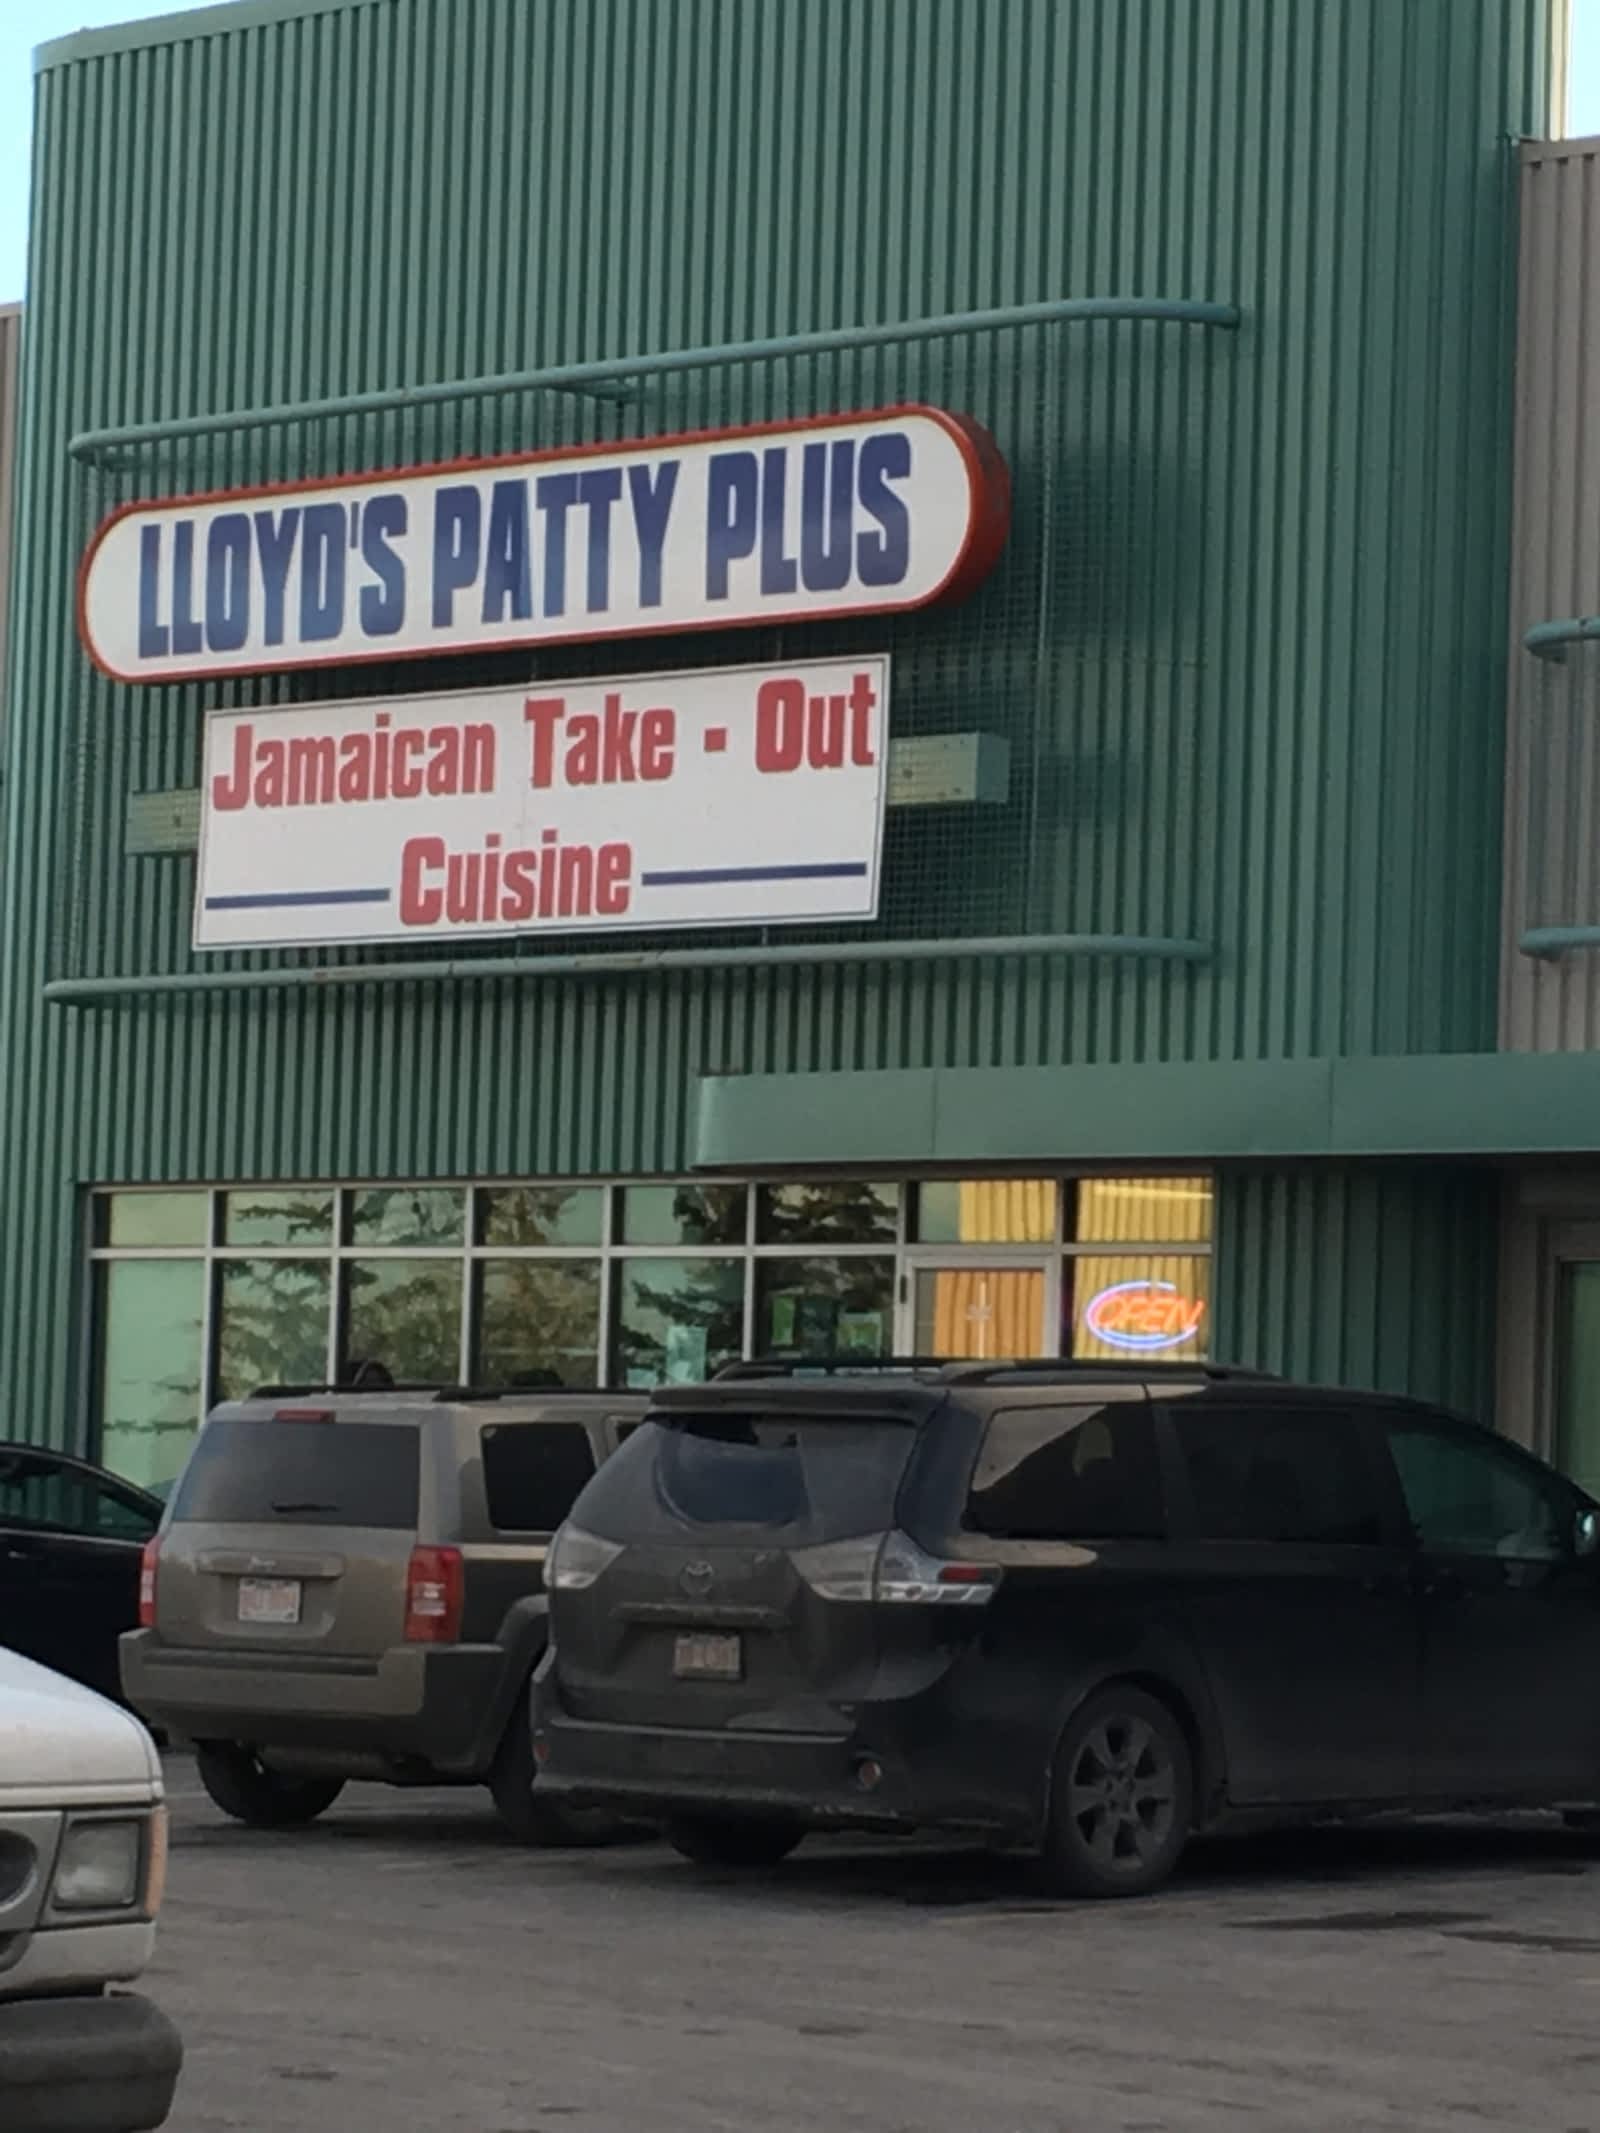 LLOYD'S PATTY PLUS
Jamaican Take - Out
Cuisine
OPEN